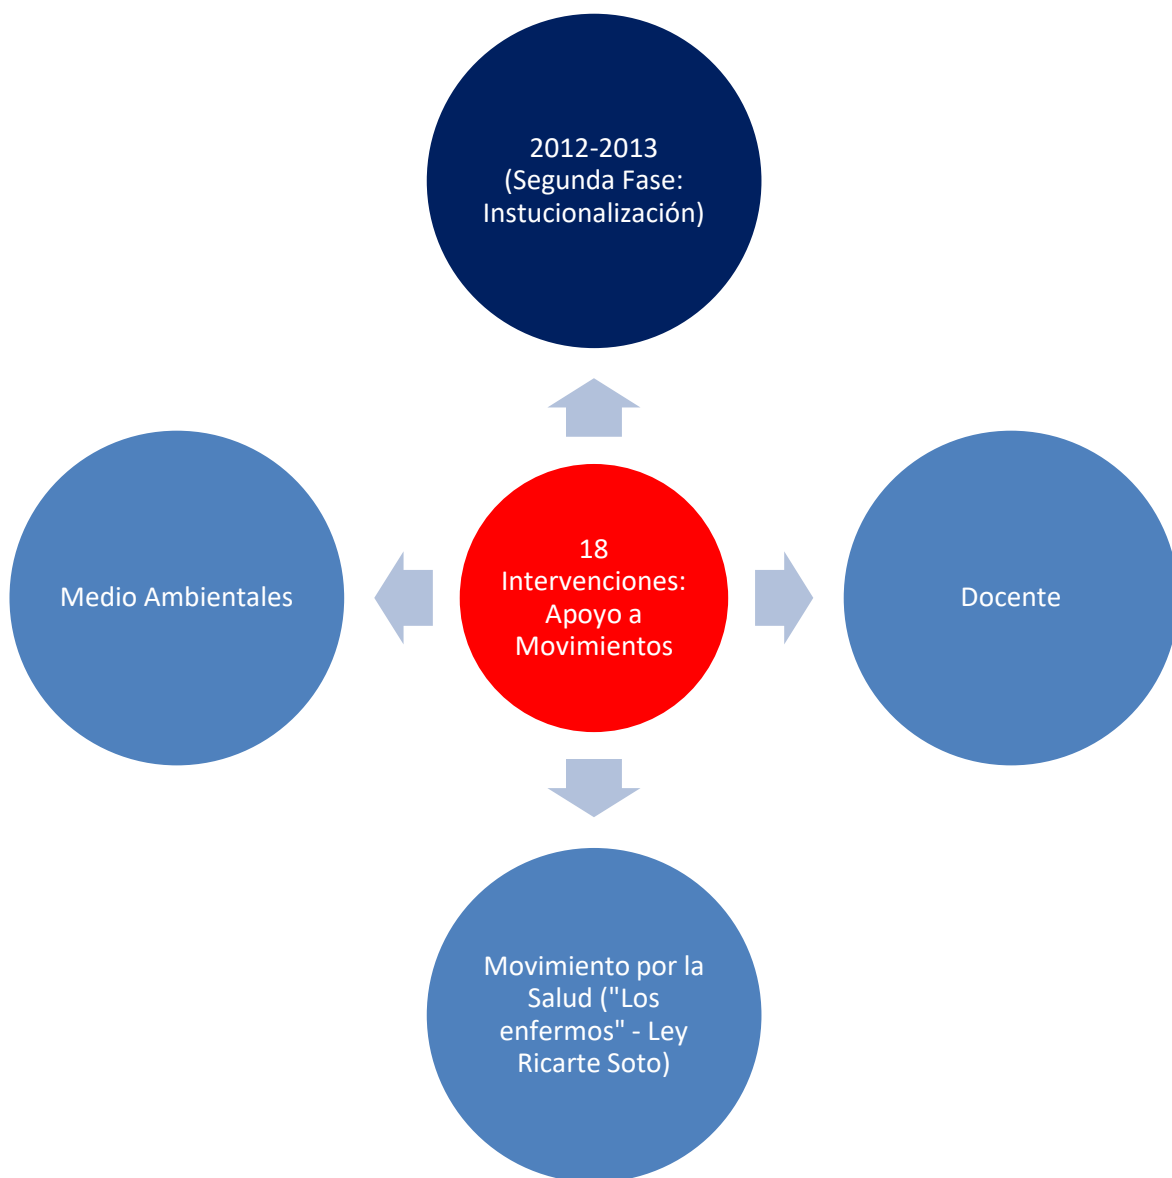 2012-2013
(Segunda Fase:
Instucionalización)
Medio Ambientales
18
Intervenciones:
Apoyo a
Movimientos
Docente
Movimiento por la
Salud ("Los
enfermos" - Ley
Ricarte Soto)